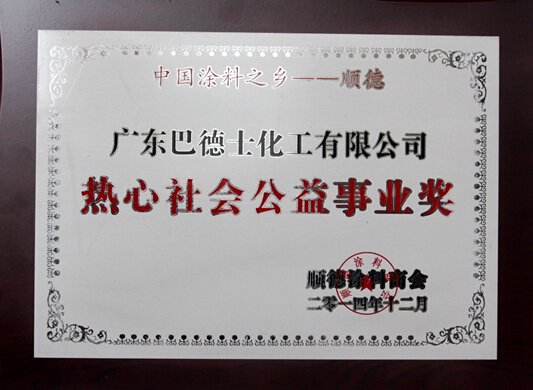 中国涂料之乡——顺德
广东巴德士化工有限公司
热心社会公益事业奖
顺德涂料商会
二零一四年十二月